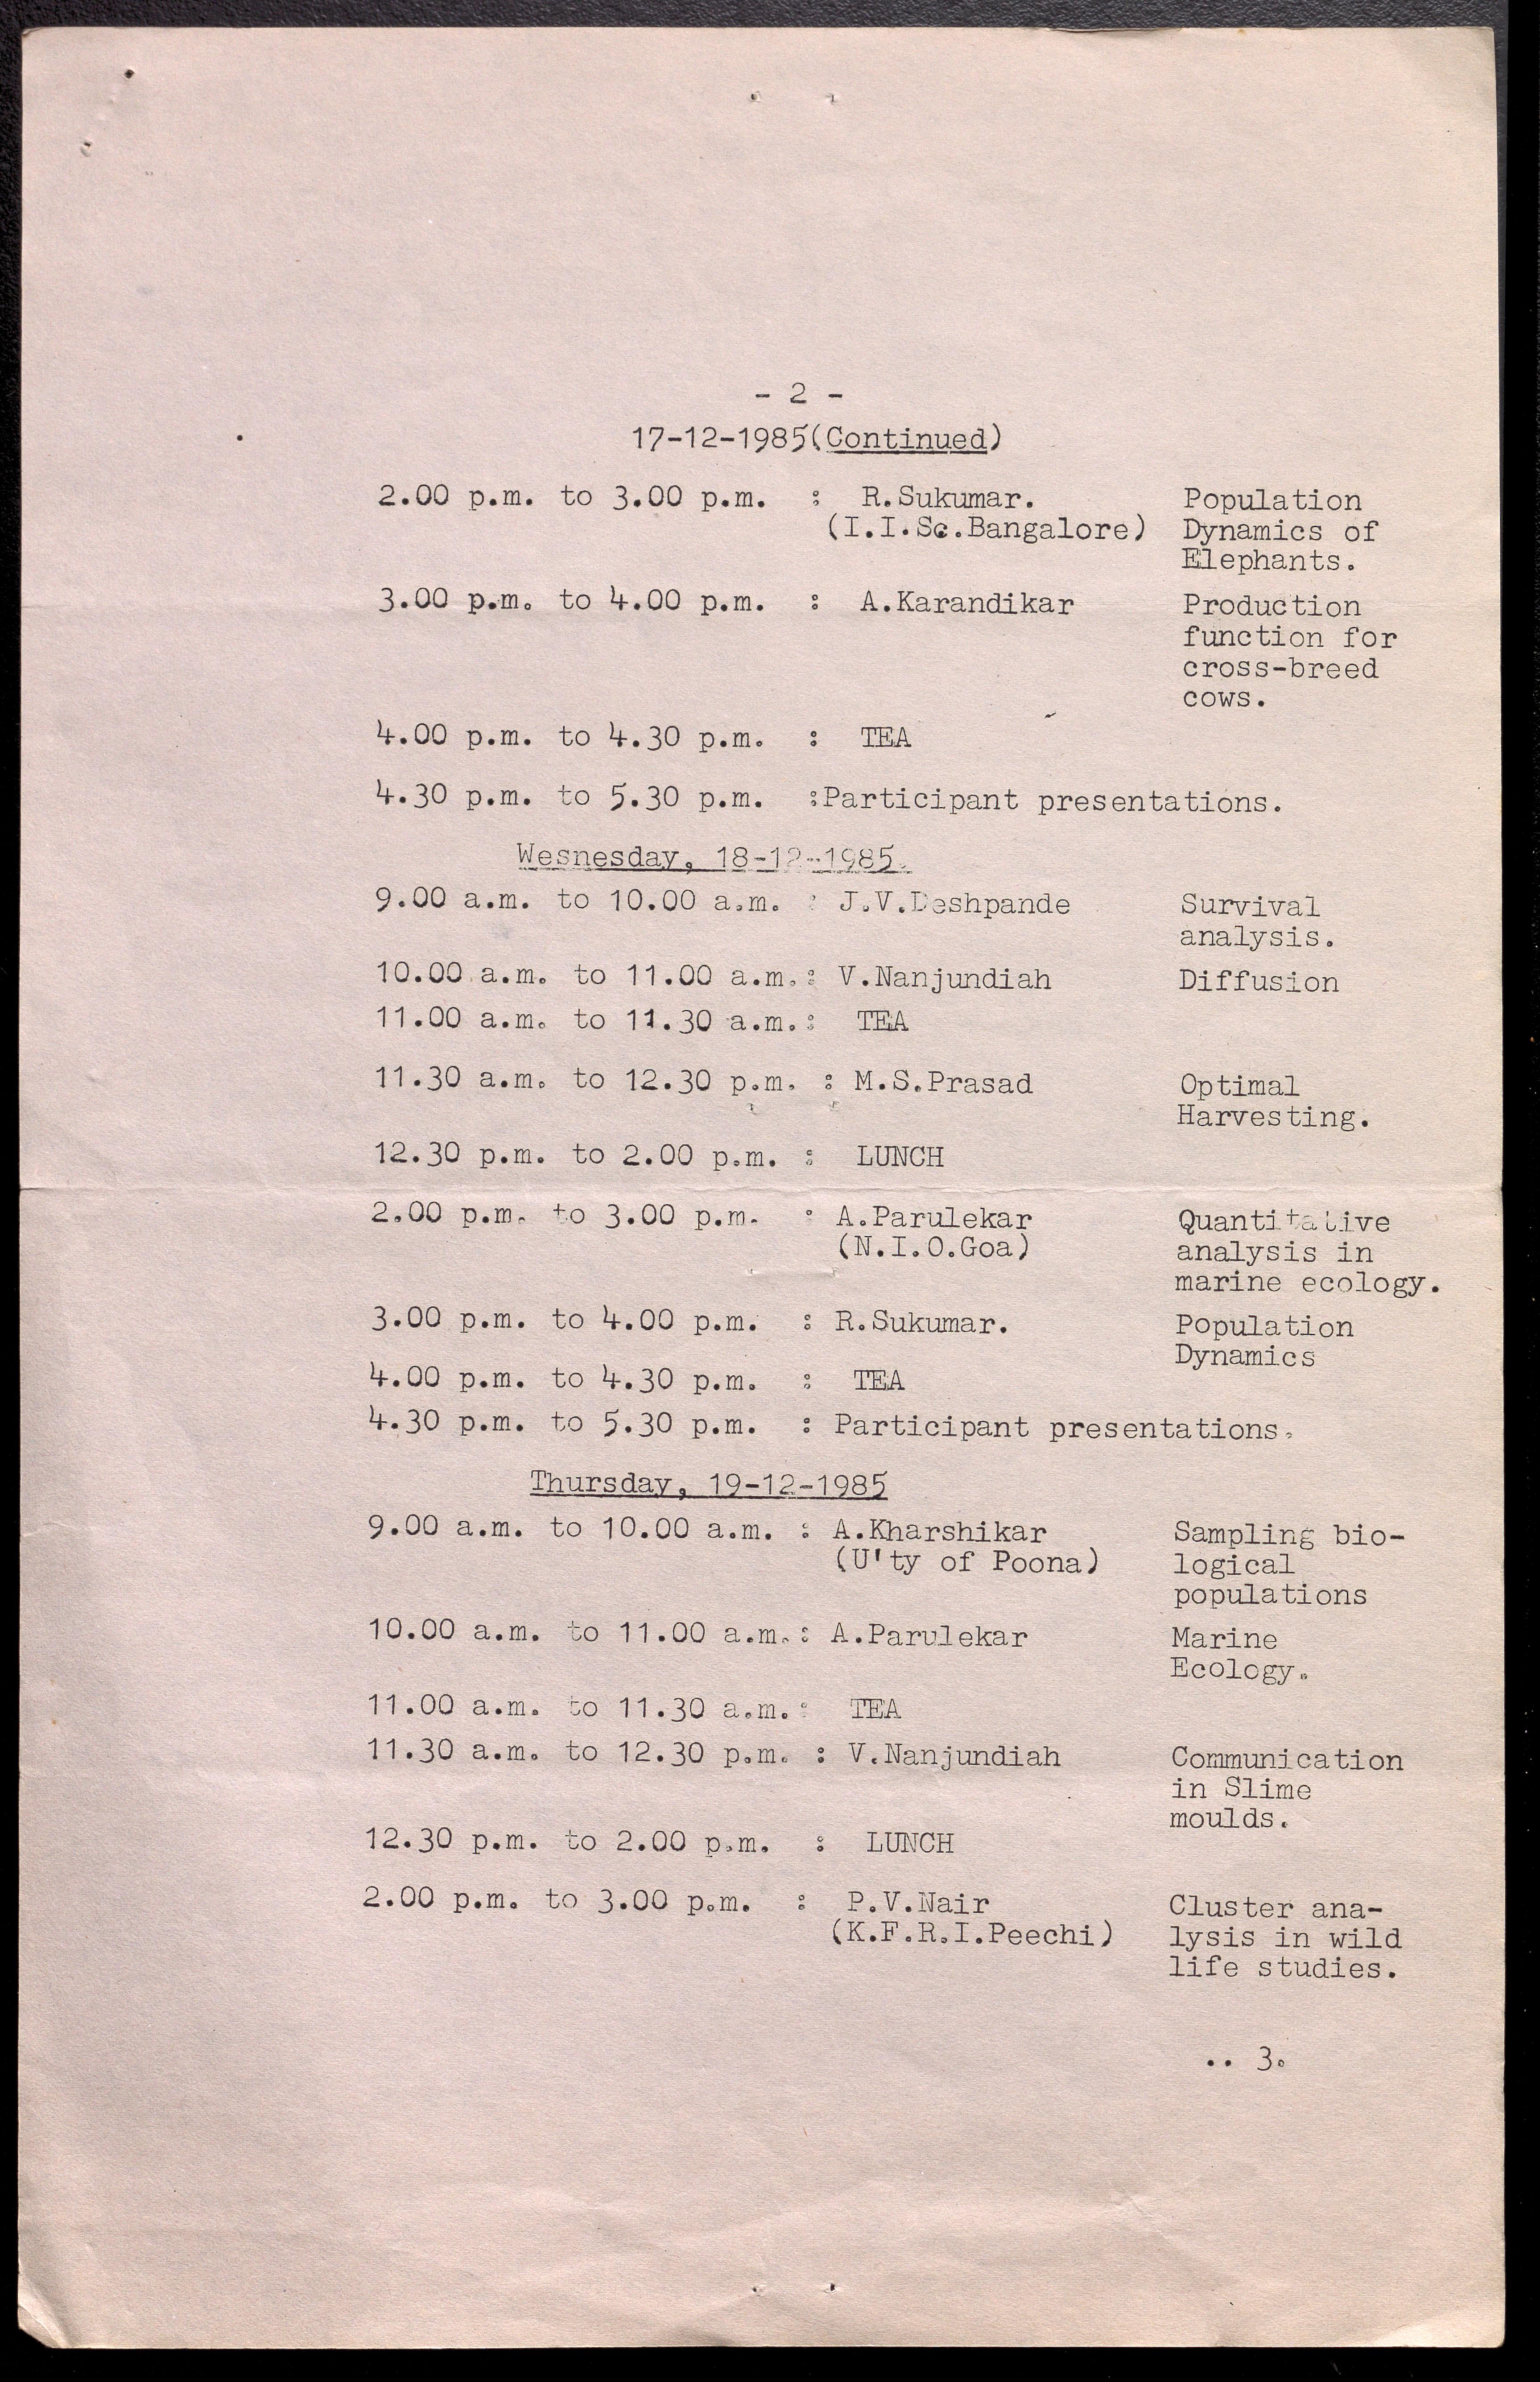 - 2 -
17-12-1985(Continued)
2.00 p.m. to 3.00 p.m. : R.Sukumar. Population
(I.I.Sc.Bangalore) Dynamics of
Elephants.
3.00 p.m. to 4.00 p.m. : A.Karandikar Production
function for
cross-breed
cows.
4.00 p.m. to 4.30 p.m. : TEA
4.30 p.m. to 5.30 p.m. :Participant presentations.
Wesnesday, 18-12-1985.
9.00 a.m. to 10.00 a.m. : J.V.Deshpande Survival
analysis.
10.00 a.m. to 11.00 a.m.: V.Nanjundiah Diffusion
11.00 a.m. to 11.30 a.m.: TEA
11.30 a.m. to 12.30 p.m. : M.S.Prasad Optimal
Harvesting.
12.30 p.m. to 2.00 p.m. : LUNCH
2.00 p.m. to 3.00 p.m. : A.Parulekar Quantitative
(N.I.O.Goa) analysis in
marine ecology.
3.00 p.m. to 4.00 p.m. : R.Sukumar. Population
Dynamics
4.00 p.m. to 4.30 p.m. : TEA
4.30 p.m. to 5.30 p.m. : Participant presentations.
Thursday, 19-12-1985
9.00 a.m. to 10.00 a.m. : A.Kharshikar Sampling bio-
(U'ty of Poona) logical
populations
10.00 a.m. to 11.00 a.m.: A.Parulekar Marine
Ecology.
11.00 a.m. to 11.30 a.m.: TEA
11.30 a.m. to 12.30 p.m. : V.Nanjundiah Communication
in Slime
moulds.
12.30 p.m. to 2.00 p.m. : LUNCH
2.00 p.m. to 3.00 p.m. : P.V.Nair Cluster ana-
(K.F.R.I.Peechi) lysis in wild
life studies.
.. 3.